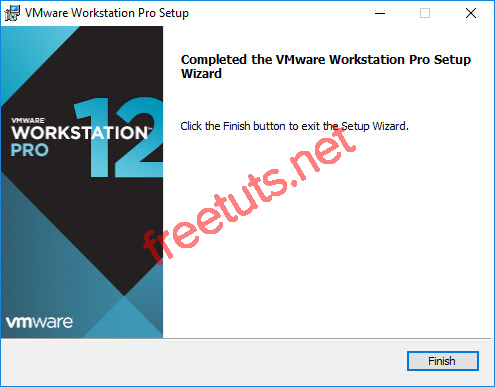 VMware Workstation Pro Setup
Completed the VMware Workstation Pro Setup
Wizard
Click the Finish button to exit the Setup Wizard.
VMWARE
WORKSTATION™
PRO
12
freetuts.net
vmware
Finish